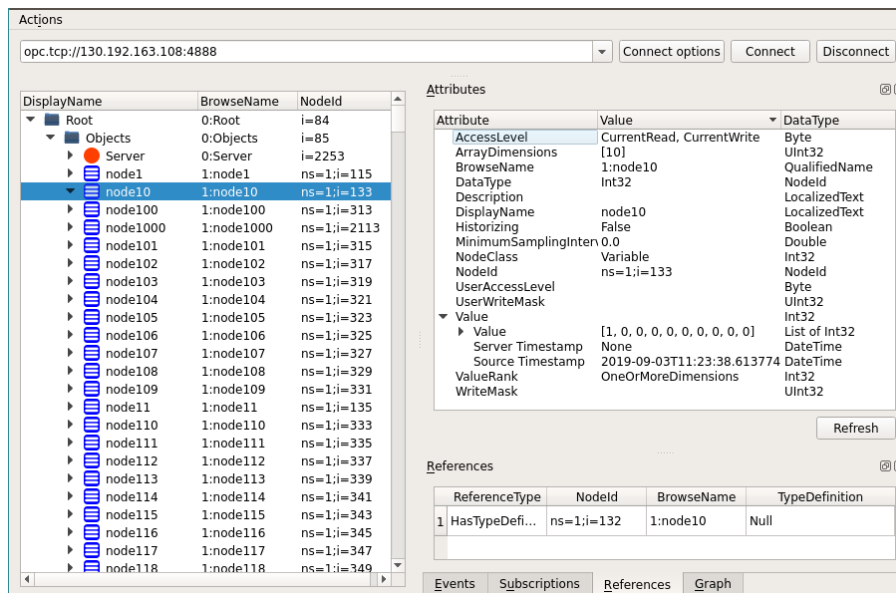 Actions
opc.tcp://130.192.163.108:4888
Connect options
Connect
Disconnect
DisplayName BrowseName NodeId
Root 0:Root i=84
Objects 0:Objects i=85
Server 0:Server i=2253
node1 1:node1 ns=1;i=115
node10 1:node10 ns=1;i=133
node100 1:node100 ns=1;i=313
node1000 1:node1000 ns=1;i=2113
node101 1:node101 ns=1;i=315
node102 1:node102 ns=1;i=317
node103 1:node103 ns=1;i=319
node104 1:node104 ns=1;i=321
node105 1:node105 ns=1;i=323
node106 1:node106 ns=1;i=325
node107 1:node107 ns=1;i=327
node108 1:node108 ns=1;i=329
node109 1:node109 ns=1;i=331
node11 1:node11 ns=1;i=135
node110 1:node110 ns=1;i=333
node111 1:node111 ns=1;i=335
node112 1:node112 ns=1;i=337
node113 1:node113 ns=1;i=339
node114 1:node114 ns=1;i=341
node115 1:node115 ns=1;i=343
node116 1:node116 ns=1;i=345
node117 1:node117 ns=1;i=347
node118 1:node118 ns=1;i=349
Attributes
Attribute Value DataType
AccessLevel CurrentRead, CurrentWrite Byte
ArrayDimensions [10] UInt32
BrowseName 1:node10 QualifiedName
DataType Int32 NodeId
Description LocalizedText
DisplayName node10 LocalizedText
Historizing False Boolean
MinimumSamplingInterv 0.0 Double
NodeClass Variable Int32
NodeId ns=1;i=133 NodeId
UserAccessLevel Byte
UserWriteMask UInt32
Value Int32
Value [1, 0, 0, 0, 0, 0, 0, 0, 0, 0] List of Int32
Server Timestamp None DateTime
Source Timestamp 2019-09-03T11:23:38.613774 DateTime
ValueRank OneOrMoreDimensions Int32
WriteMask UInt32
Refresh
References
ReferenceType NodeId BrowseName TypeDefinition
1 HasTypeDefi... ns=1;i=132 1:node10 Null
Events Subscriptions References Graph